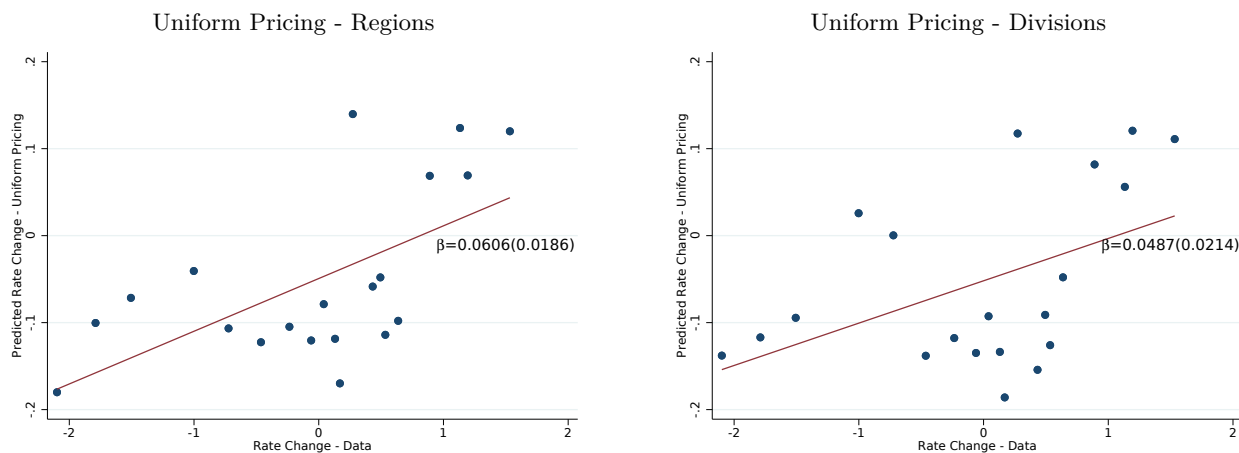 Uniform Pricing - Regions
Predicted Rate Change - Uniform Pricing
.2
.1
0
-.1
-.2
β=0.0606(0.0186)
-2
-1
0
1
2
Rate Change - Data
Uniform Pricing - Divisions
Predicted Rate Change - Uniform Pricing
.2
.1
0
-.1
-.2
β=0.0487(0.0214)
-2
-1
0
1
2
Rate Change - Data